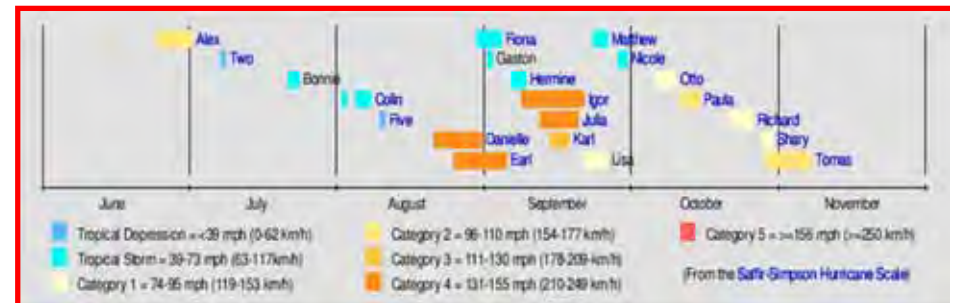 Alex Fiona Matthew
Two Gaston Nicole
Bonnie Hermine Otto
Colin Igor Paula
Five Julia Richard
Danielle Karl Shary
Earl Lisa Tomas
June July August September October November
Tropical Depression = <39 mph (0-62 km/h) Category 2 = 96-110 mph (154-177 km/h) Category 5 = >=156 mph (>=250 km/h)
Tropical Storm = 39-73 mph (63-117km/h) Category 3 = 111-130 mph (178-209-km/h)
(From the Saffir-Simpson Hurricane Scale)
Category 1 = 74-95 mph (119-153 km/h) Category 4 = 131-155 mph (210-249 km/h)